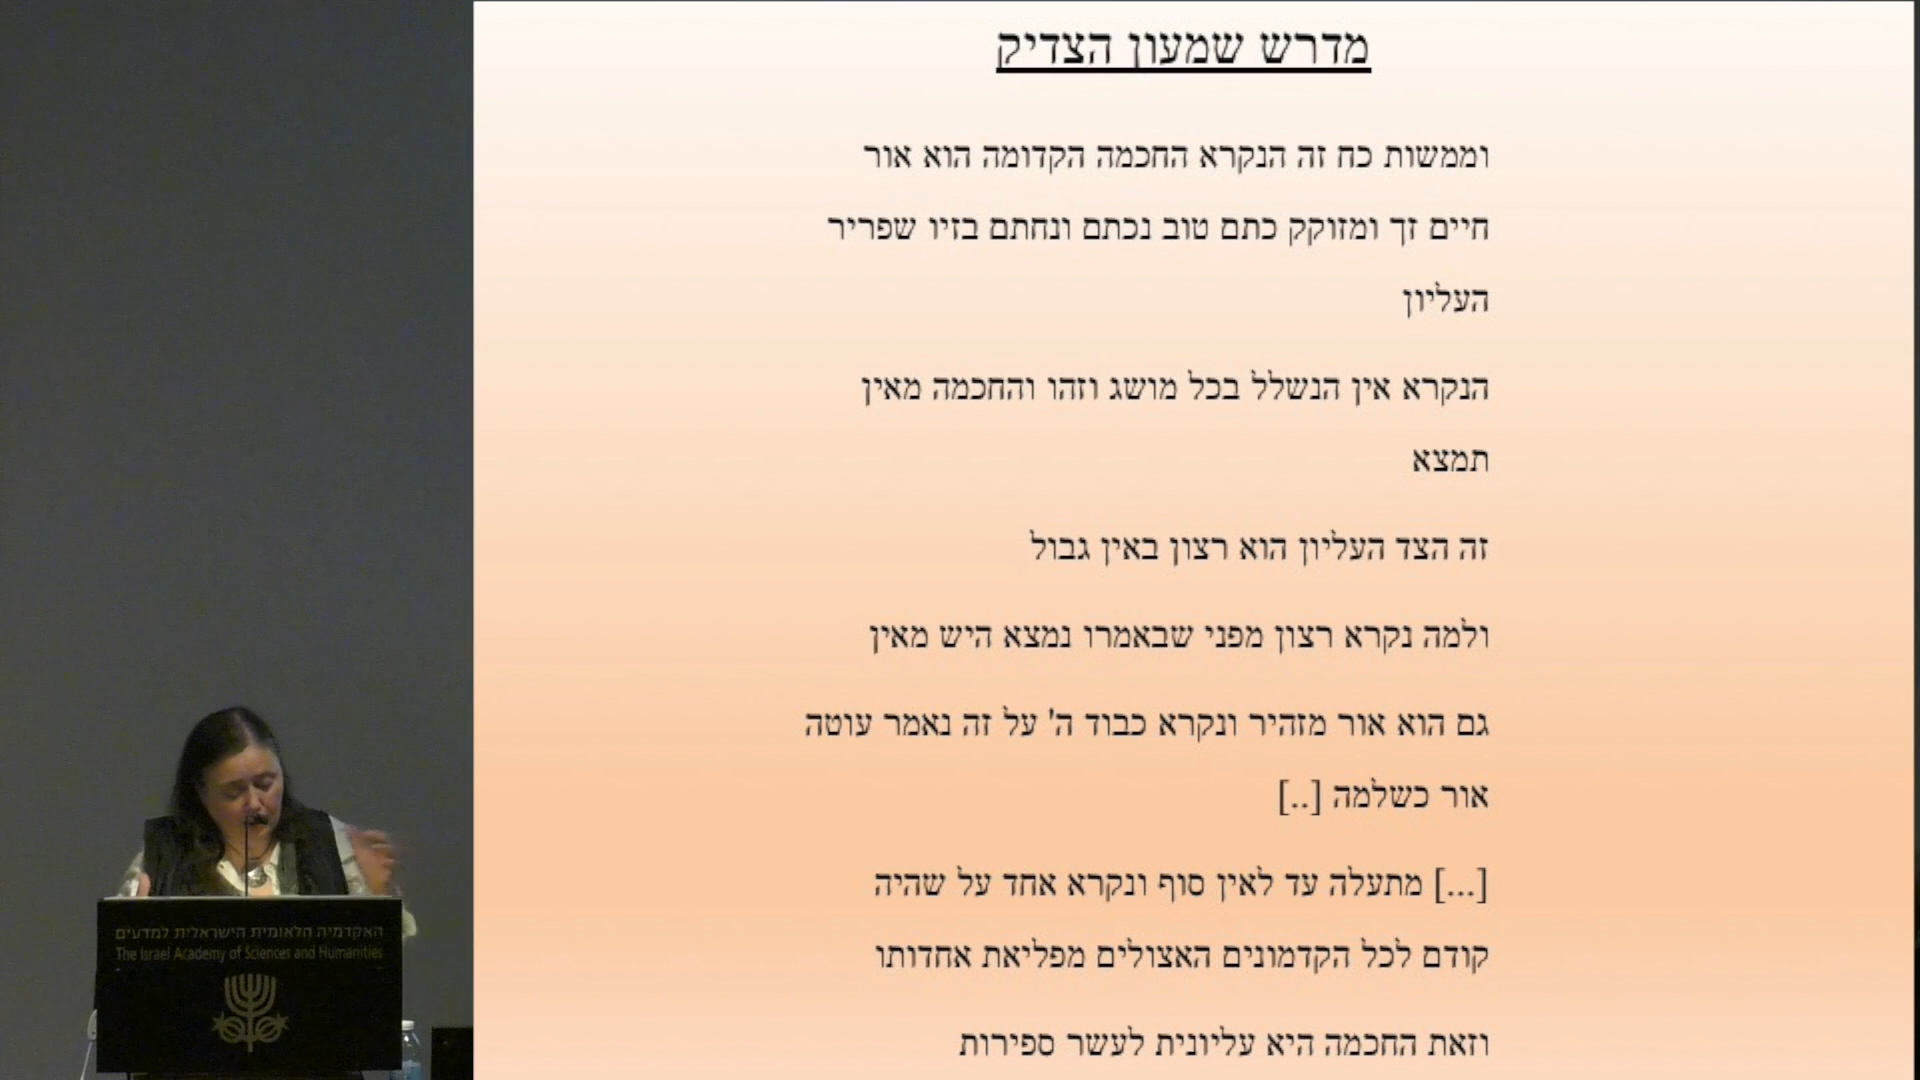 מדרש שמעון הצדיק
וממשות כח זה הנקרא החכמה הקדומה הוא אור
חיים זך ומזוקק כתם טוב נכתם ונחתם בזיו שפריר
העליון
הנקרא אין הנשלל בכל מושג וזהו והחכמה מאין
תמצא
זה הצד העליון הוא רצון באין גבול
ולמה נקרא רצון מפני שבאמרו נמצא היש מאין
גם הוא אור מזהיר ונקרא כבוד ה' על זה נאמר עוטה
אור כשלמה [..]
[...] מתעלה עד לאין סוף ונקרא אחד על שהיה
קודם לכל הקדמונים האצולים מפליאת אחדותו
וזאת החכמה היא עליונית לעשר ספירות
האקדמיה הלאומית הישראלית למדעים
The Israel Academy of Sciences and Humanities